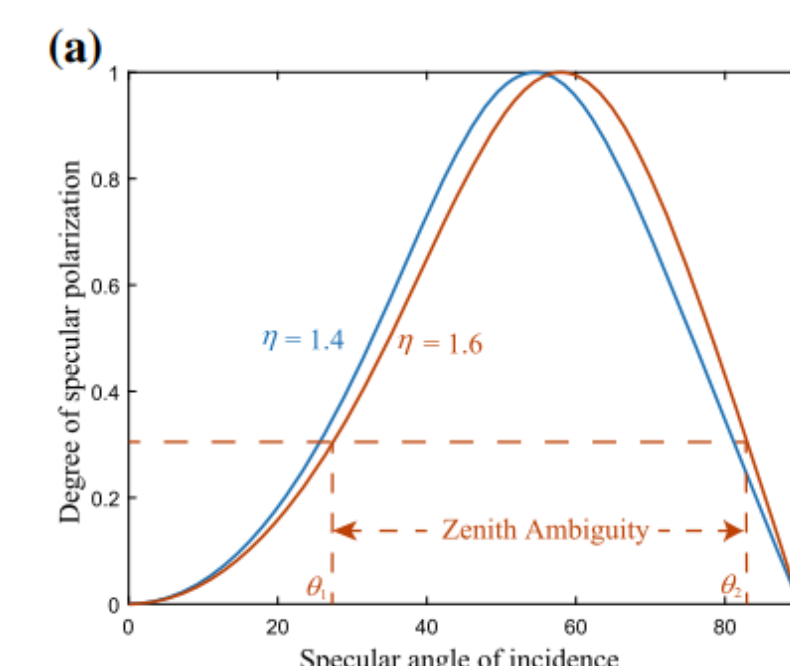 (a)
1
0.8
0.6
0.4
0.2
0
Degree of specular polarization
η = 1.4
η = 1.6
Zenith Ambiguity
θ₁
θ₂
0 20 40 60 80
Specular angle of incidence